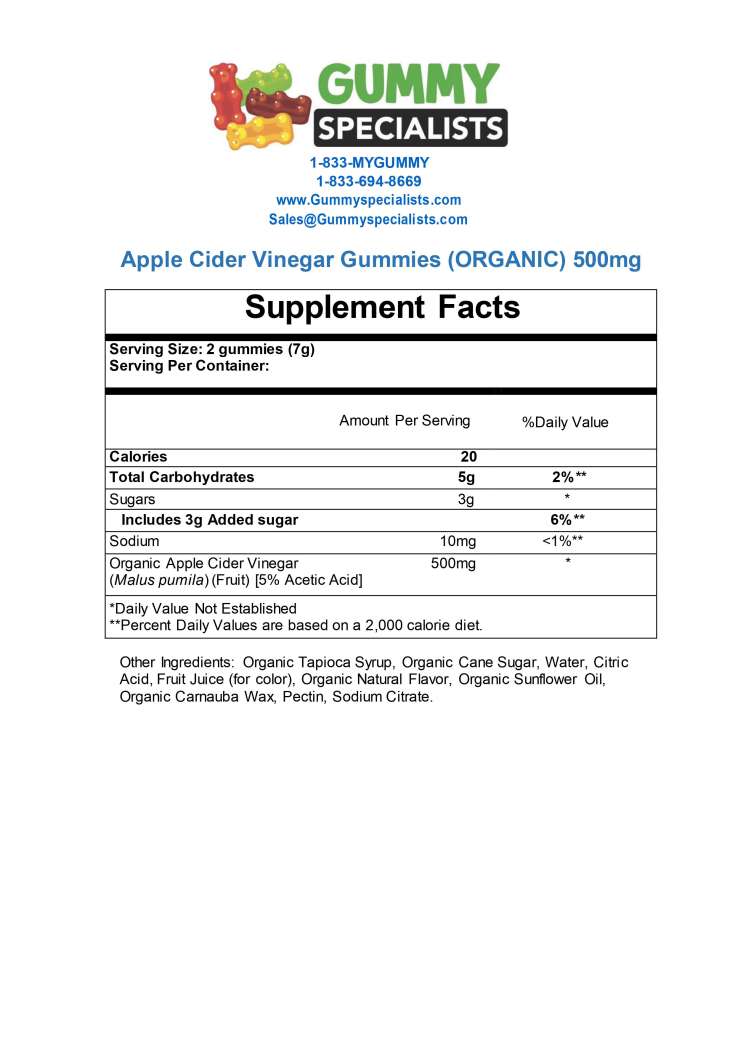 GUMMY
SPECIALISTS
1-833-MYGUMMY
1-833-694-8669
www.Gummyspecialists.com
Sales@Gummyspecialists.com
Apple Cider Vinegar Gummies (ORGANIC) 500mg
Supplement Facts
Serving Size: 2 gummies (7g)
Serving Per Container:
Amount Per Serving %Daily Value
Calories 20
Total Carbohydrates 5g 2%**
Sugars 3g *
Includes 3g Added sugar 6%**
Sodium 10mg <1%**
Organic Apple Cider Vinegar 500mg *
(Malus pumila) (Fruit) [5% Acetic Acid]
*Daily Value Not Established
**Percent Daily Values are based on a 2,000 calorie diet.
Other Ingredients: Organic Tapioca Syrup, Organic Cane Sugar, Water, Citric
Acid, Fruit Juice (for color), Organic Natural Flavor, Organic Sunflower Oil,
Organic Carnauba Wax, Pectin, Sodium Citrate.